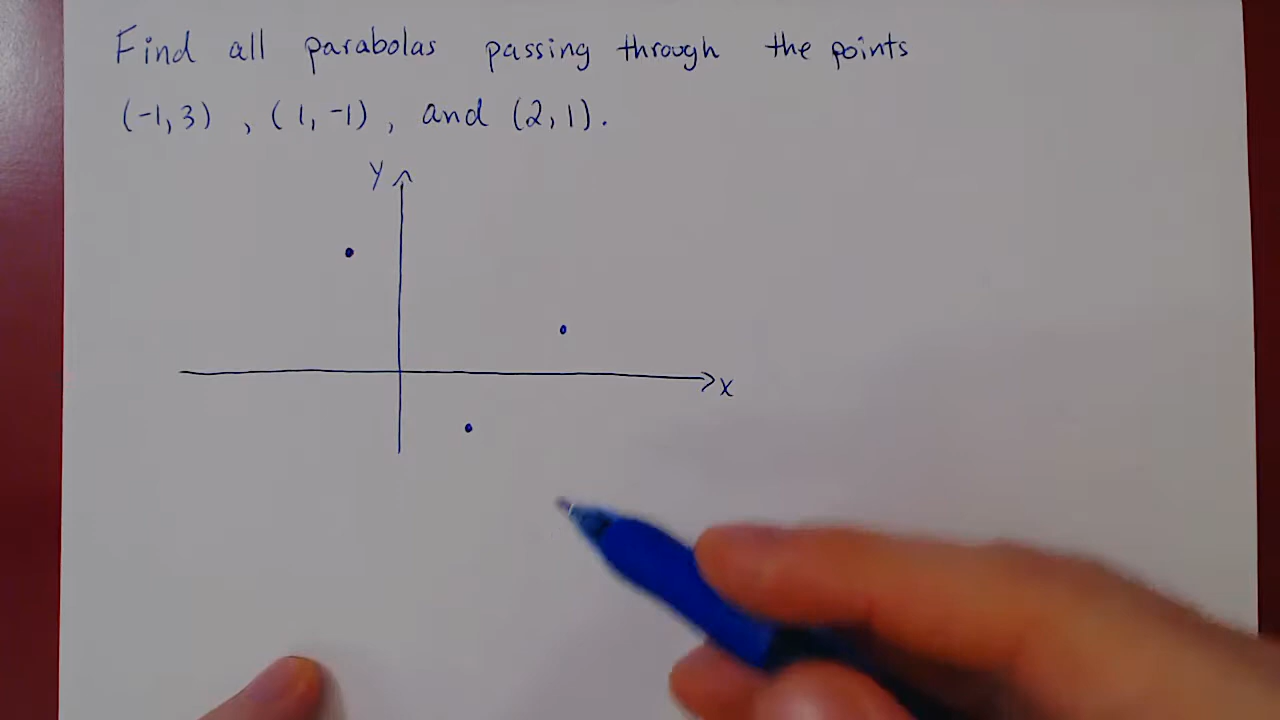 Find all parabolas passing through the points
(-1,3) , (1,-1) , and (2,1).
y
x